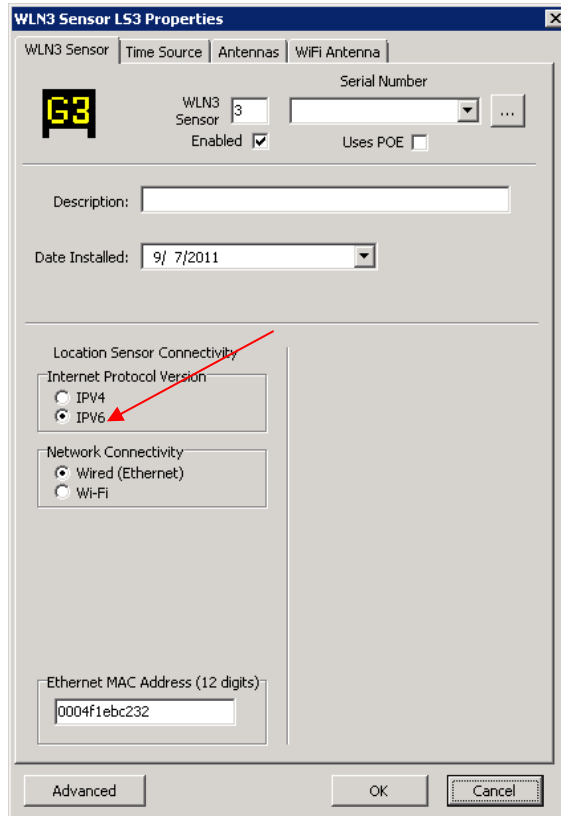 WLN3 Sensor LS3 Properties
WLN3 Sensor Time Source Antennas WiFi Antenna
Serial Number
G3
WLN3 Sensor 3 ...
Enabled Uses POE
Description:
Date Installed: 9/ 7/2011
Location Sensor Connectivity
Internet Protocol Version
IPV4
IPV6
Network Connectivity
Wired (Ethernet)
Wi-Fi
Ethernet MAC Address (12 digits)
0004f1ebc232
Advanced OK Cancel